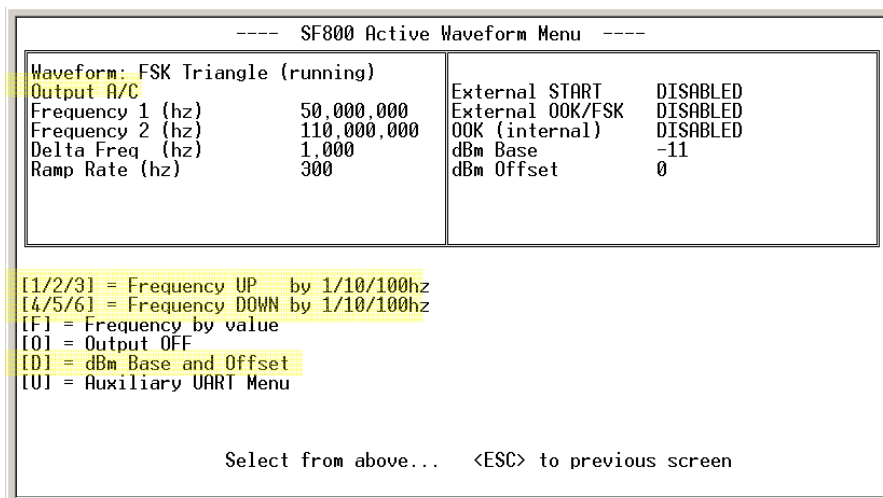 ---- SF800 Active Waveform Menu ----
Waveform: FSK Triangle (running)
Output A/C
Frequency 1 (hz) 50,000,000
Frequency 2 (hz) 110,000,000
Delta Freq (hz) 1,000
Ramp Rate (hz) 300
External START DISABLED
External OOK/FSK DISABLED
OOK (internal) DISABLED
dBm Base -11
dBm Offset 0
[1/2/3] = Frequency UP by 1/10/100hz
[4/5/6] = Frequency DOWN by 1/10/100hz
[F] = Frequency by value
[O] = Output OFF
[D] = dBm Base and Offset
[U] = Auxiliary UART Menu
Select from above... <ESC> to previous screen